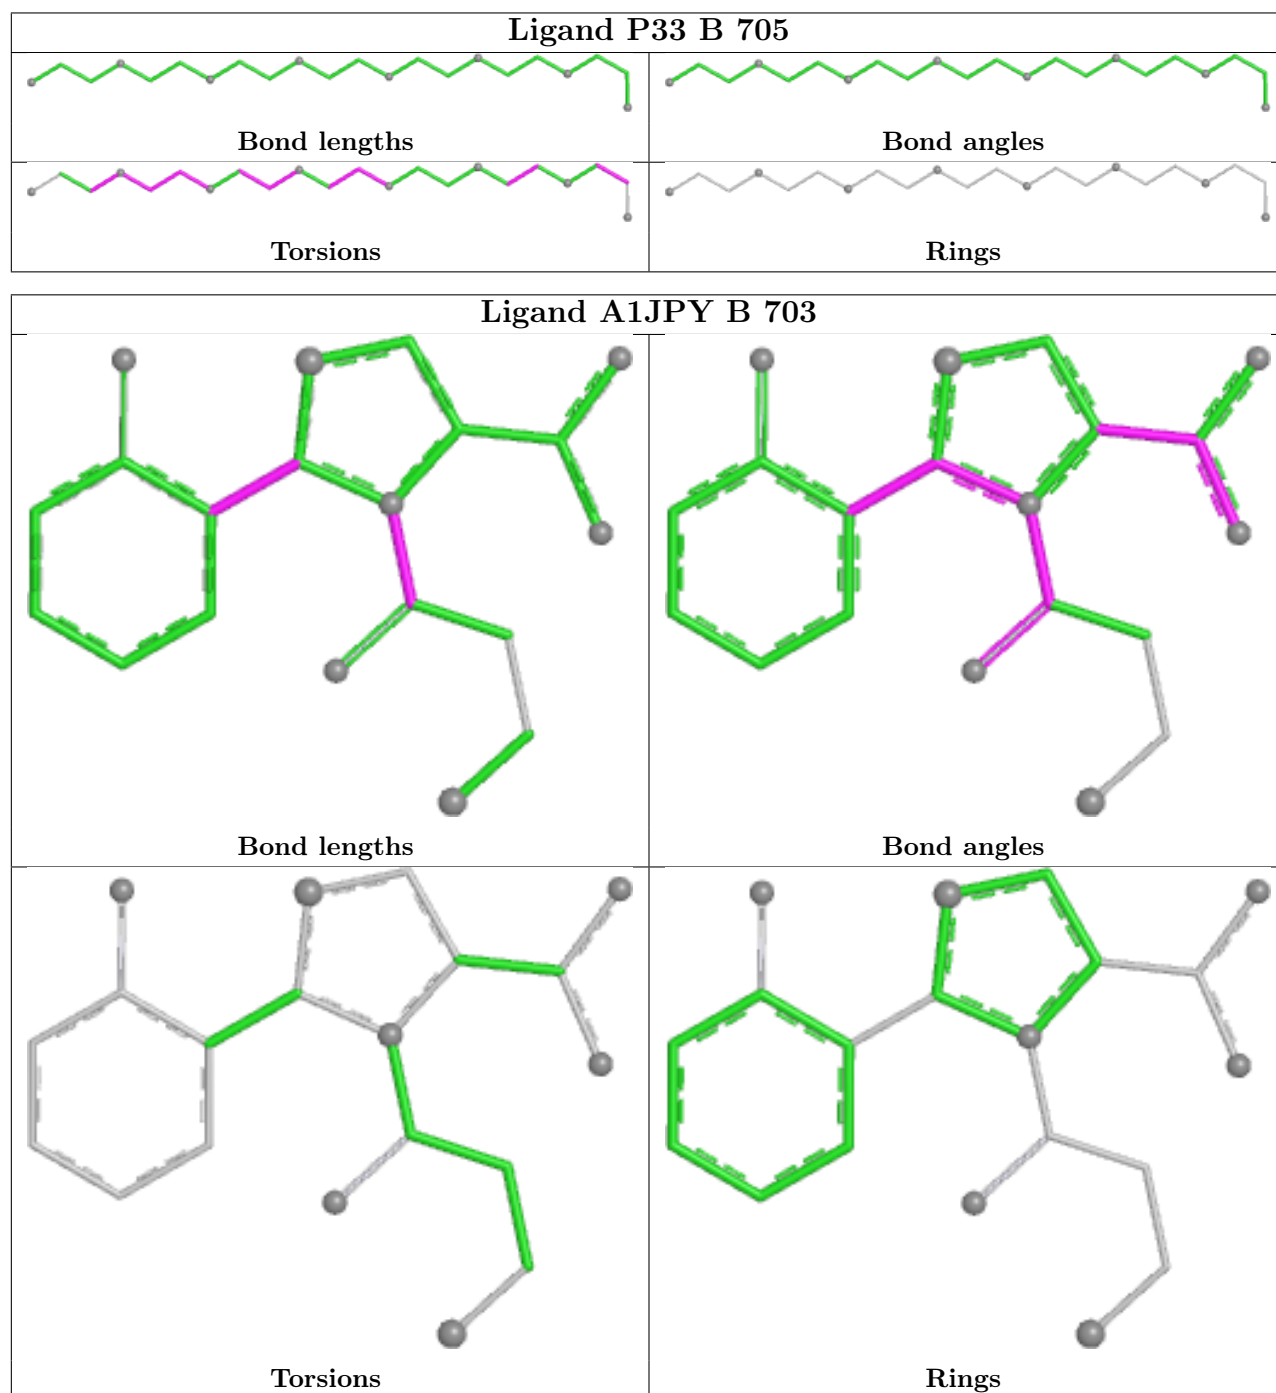 Ligand P33 B 705
Bond lengths
Bond angles
Torsions
Rings
Ligand A1JPY B 703
Bond lengths
Bond angles
Torsions
Rings